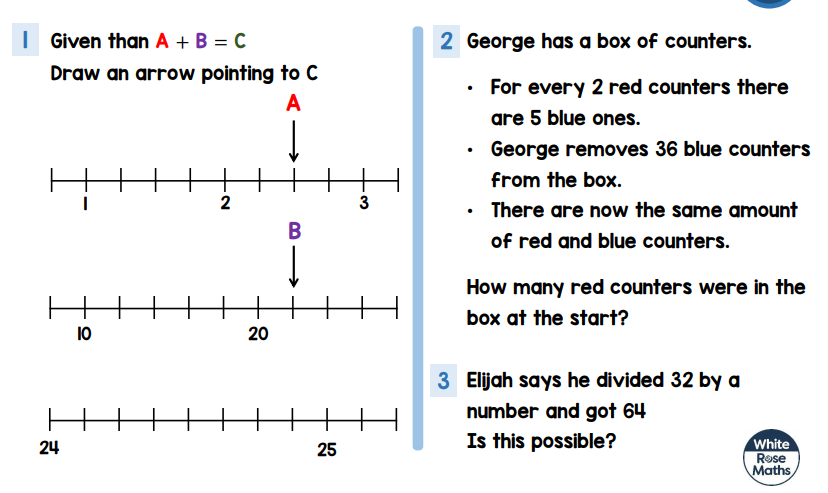 1 Given than A + B = C
Draw an arrow pointing to C
A
1 2 3
B
10 20
24 25
2 George has a box of counters.
• For every 2 red counters there
are 5 blue ones.
• George removes 36 blue counters
from the box.
• There are now the same amount
of red and blue counters.
How many red counters were in the
box at the start?
3 Elijah says he divided 32 by a
number and got 64
Is this possible?
White
Rose
Maths